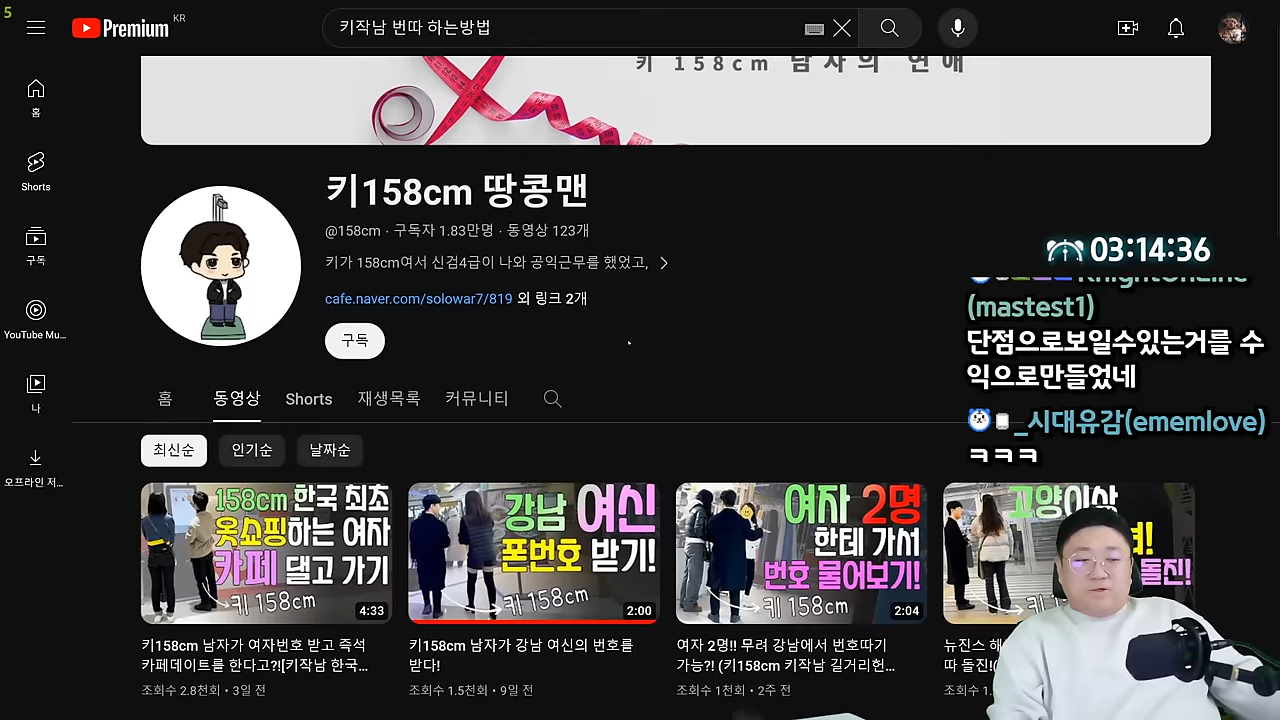 5
Premium KR
키작남 번따 하는방법
홈
Shorts
구독
YouTube Mu...
나
오프라인 저...
키 158cm 남자의 연애
키158cm 땅콩맨
@158cm · 구독자 1.83만명 · 동영상 123개
키가 158cm여서 신검4급이 나와 공익근무를 했었고,
cafe.naver.com/solowar7/819 외 링크 2개
구독
홈 동영상 Shorts 재생목록 커뮤니티
최신순 인기순 날짜순
03:14:36
KnightOnLine
(mastest1)
단점으로보일수있는거를 수
익으로만들었네
_시대유감(ememlove)
ㅋㅋㅋ
158cm 한국 최초
옷쇼핑하는 여자
카페 댈고 가기
키 158cm
4:33
키158cm 남자가 여자번호 받고 즉석
카페데이트를 한다고?![키작남 한국...
조회수 2.8천회 • 3일 전
강남 여신
폰번호 받기!
키 158cm
2:00
키158cm 남자가 강남 여신의 번호를
받다!
조회수 1.5천회 • 9일 전
여자 2명
한테 가서
번호 물어보기!
키 158cm
2:04
여자 2명!! 무려 강남에서 번호따기
가능?! (키158cm 키작남 길거리헌...
조회수 1천회 • 2주 전
고양이상
녀!
돌진!
키 1
뉴진스 해
따 돌진!(
조회수 1.